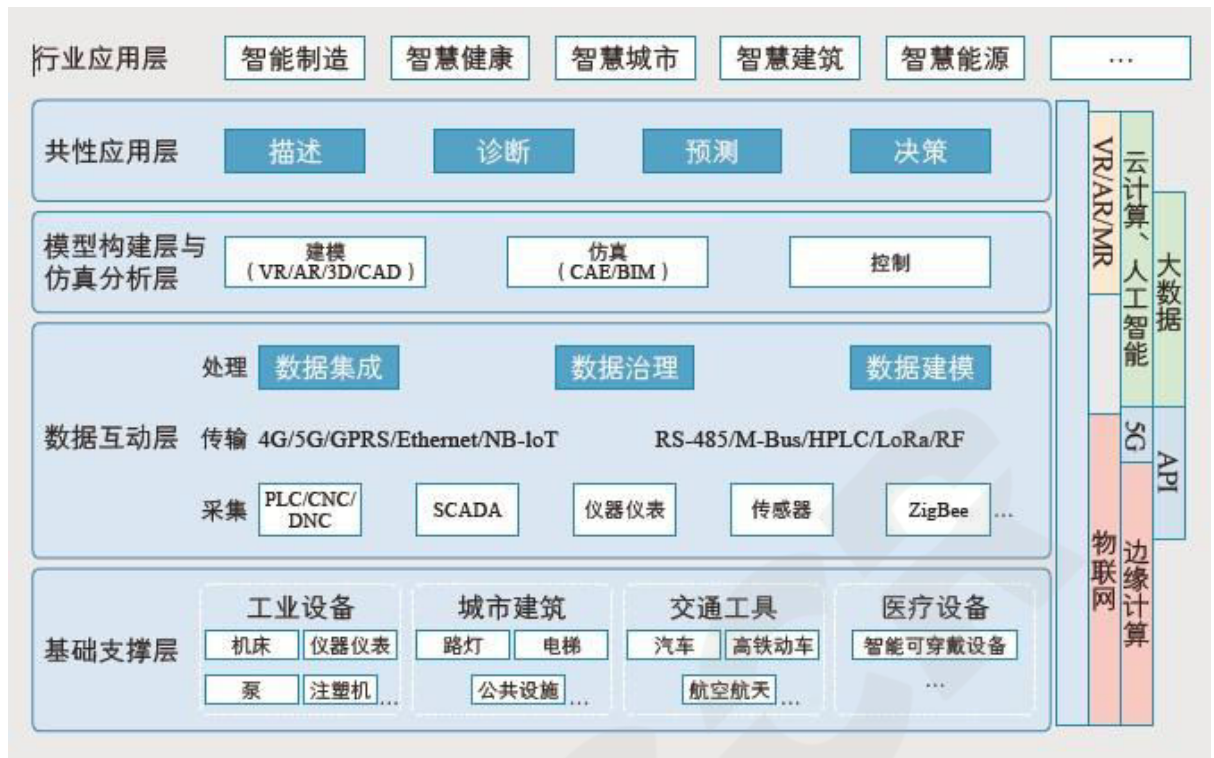 行业应用层 智能制造 智慧健康 智慧城市 智慧建筑 智慧能源 …
共性应用层 描述 诊断 预测 决策
模型构建层与
仿真分析层
建模
（VR/AR/3D/CAD）
仿真
（CAE/BIM）
控制
数据互动层
处理 数据集成 数据治理 数据建模
传输 4G/5G/GPRS/Ethernet/NB-loT RS-485/M-Bus/HPLC/LoRa/RF
采集
PLC/CNC/
DNC
SCADA 仪器仪表 传感器 ZigBee …
基础支撑层
工业设备
机床 仪器仪表
泵 注塑机 …
城市建筑
路灯 电梯
公共设施 …
交通工具
汽车 高铁动车
航空航天 …
医疗设备
智能可穿戴设备
…
VR/AR/MR
物联网
云计算、人工智能
5G
边缘计算
大数据
API